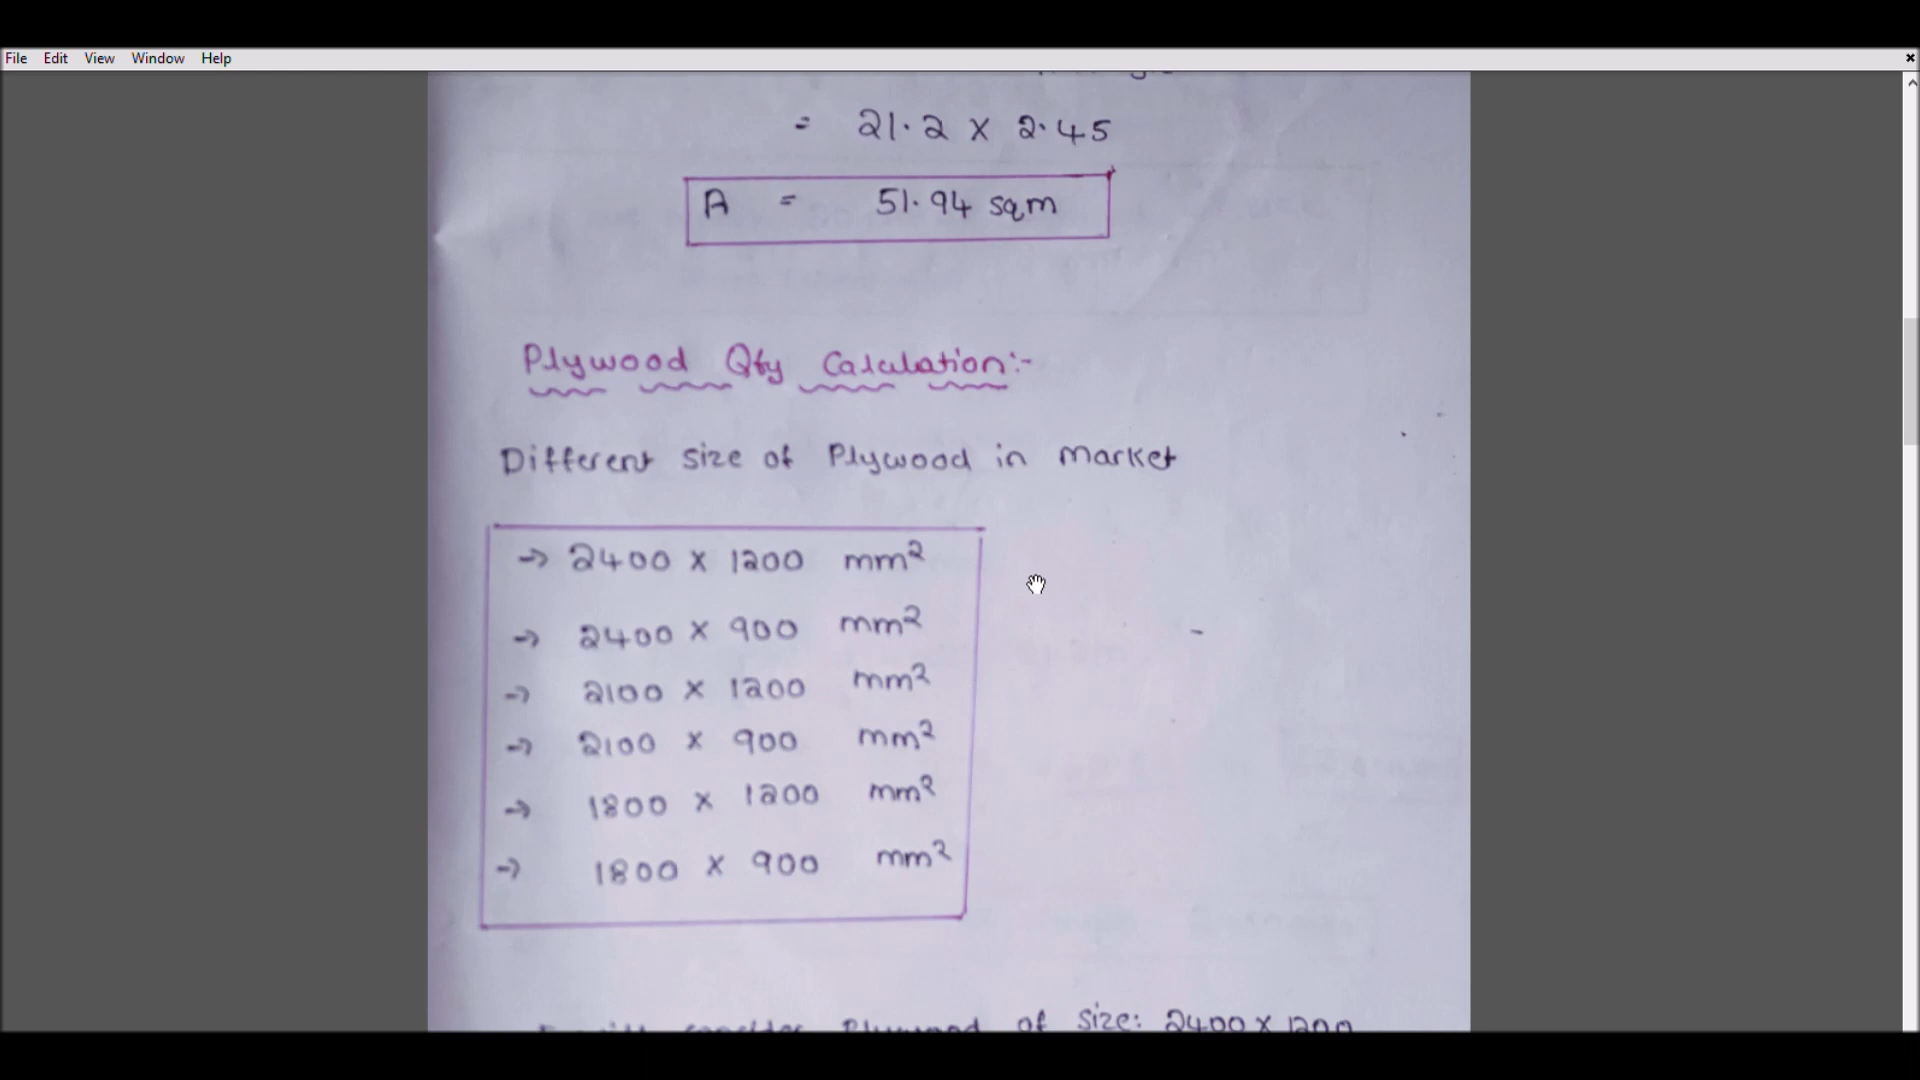 File Edit View Window Help
= 21.2 x 2.45
A = 51.94 sqm
Plywood Qty Calculation:-
Different size of Plywood in market
→ 2400 x 1200 mm²
→ 2400 x 900 mm²
→ 2100 x 1200 mm²
→ 2100 x 900 mm²
→ 1800 x 1200 mm²
→ 1800 x 900 mm²
Plywood of size: 2400 x 1200